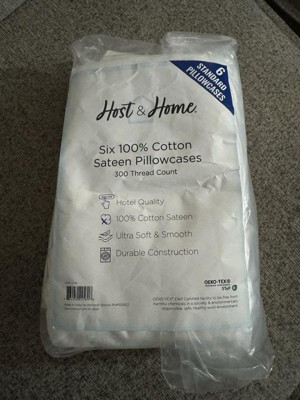 6
STANDARD
PILLOWCASES
Host & Home
Six 100% Cotton
Sateen Pillowcases
300 Thread Count
Hotel Quality
100% Cotton Sateen
Ultra Soft & Smooth
Durable Construction
OEKO-TEX®